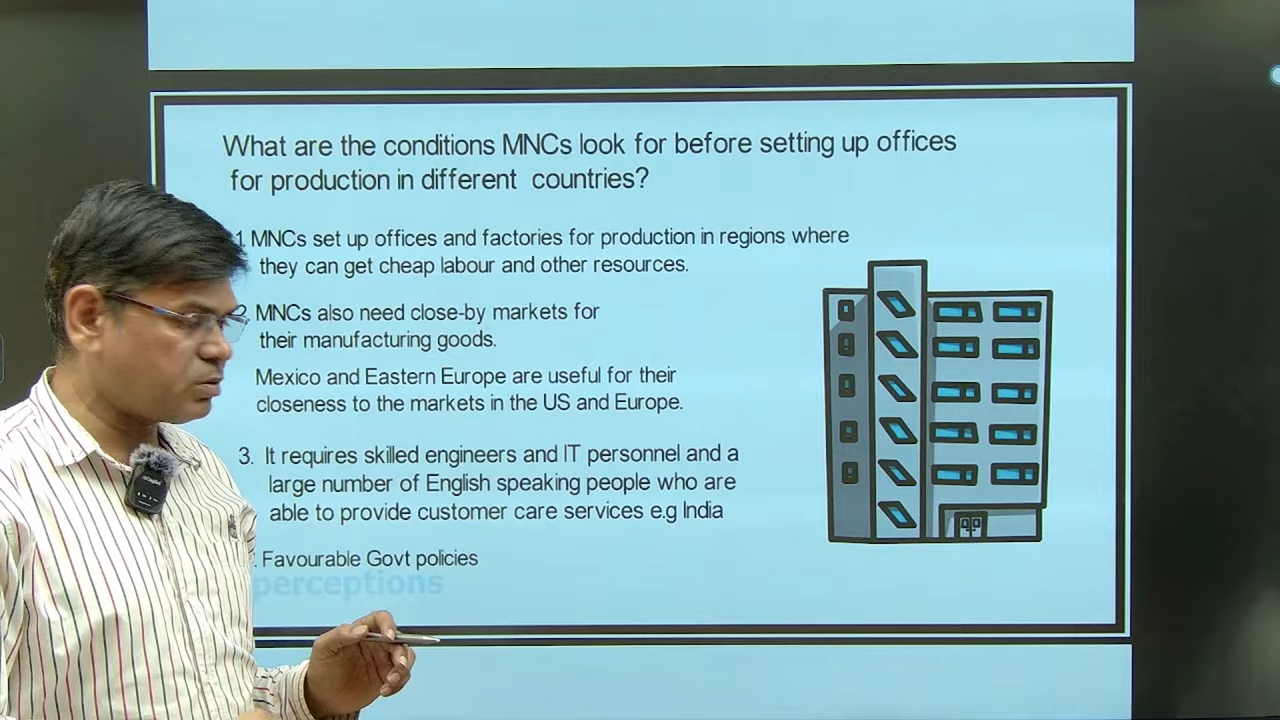 What are the conditions MNCs look for before setting up offices
for production in different countries?
1. MNCs set up offices and factories for production in regions where
they can get cheap labour and other resources.
2. MNCs also need close-by markets for
their manufacturing goods.
Mexico and Eastern Europe are useful for their
closeness to the markets in the US and Europe.
3. It requires skilled engineers and IT personnel and a
large number of English speaking people who are
able to provide customer care services e.g India
. Favourable Govt policies
perceptions